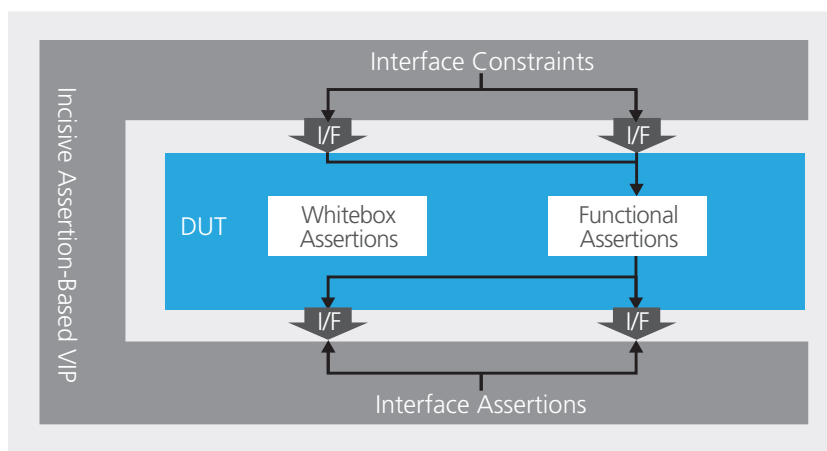 Interface Constraints
Incisive Assertion-Based VIP
I/F
I/F
DUT
Whitebox
Assertions
Functional
Assertions
I/F
I/F
Interface Assertions